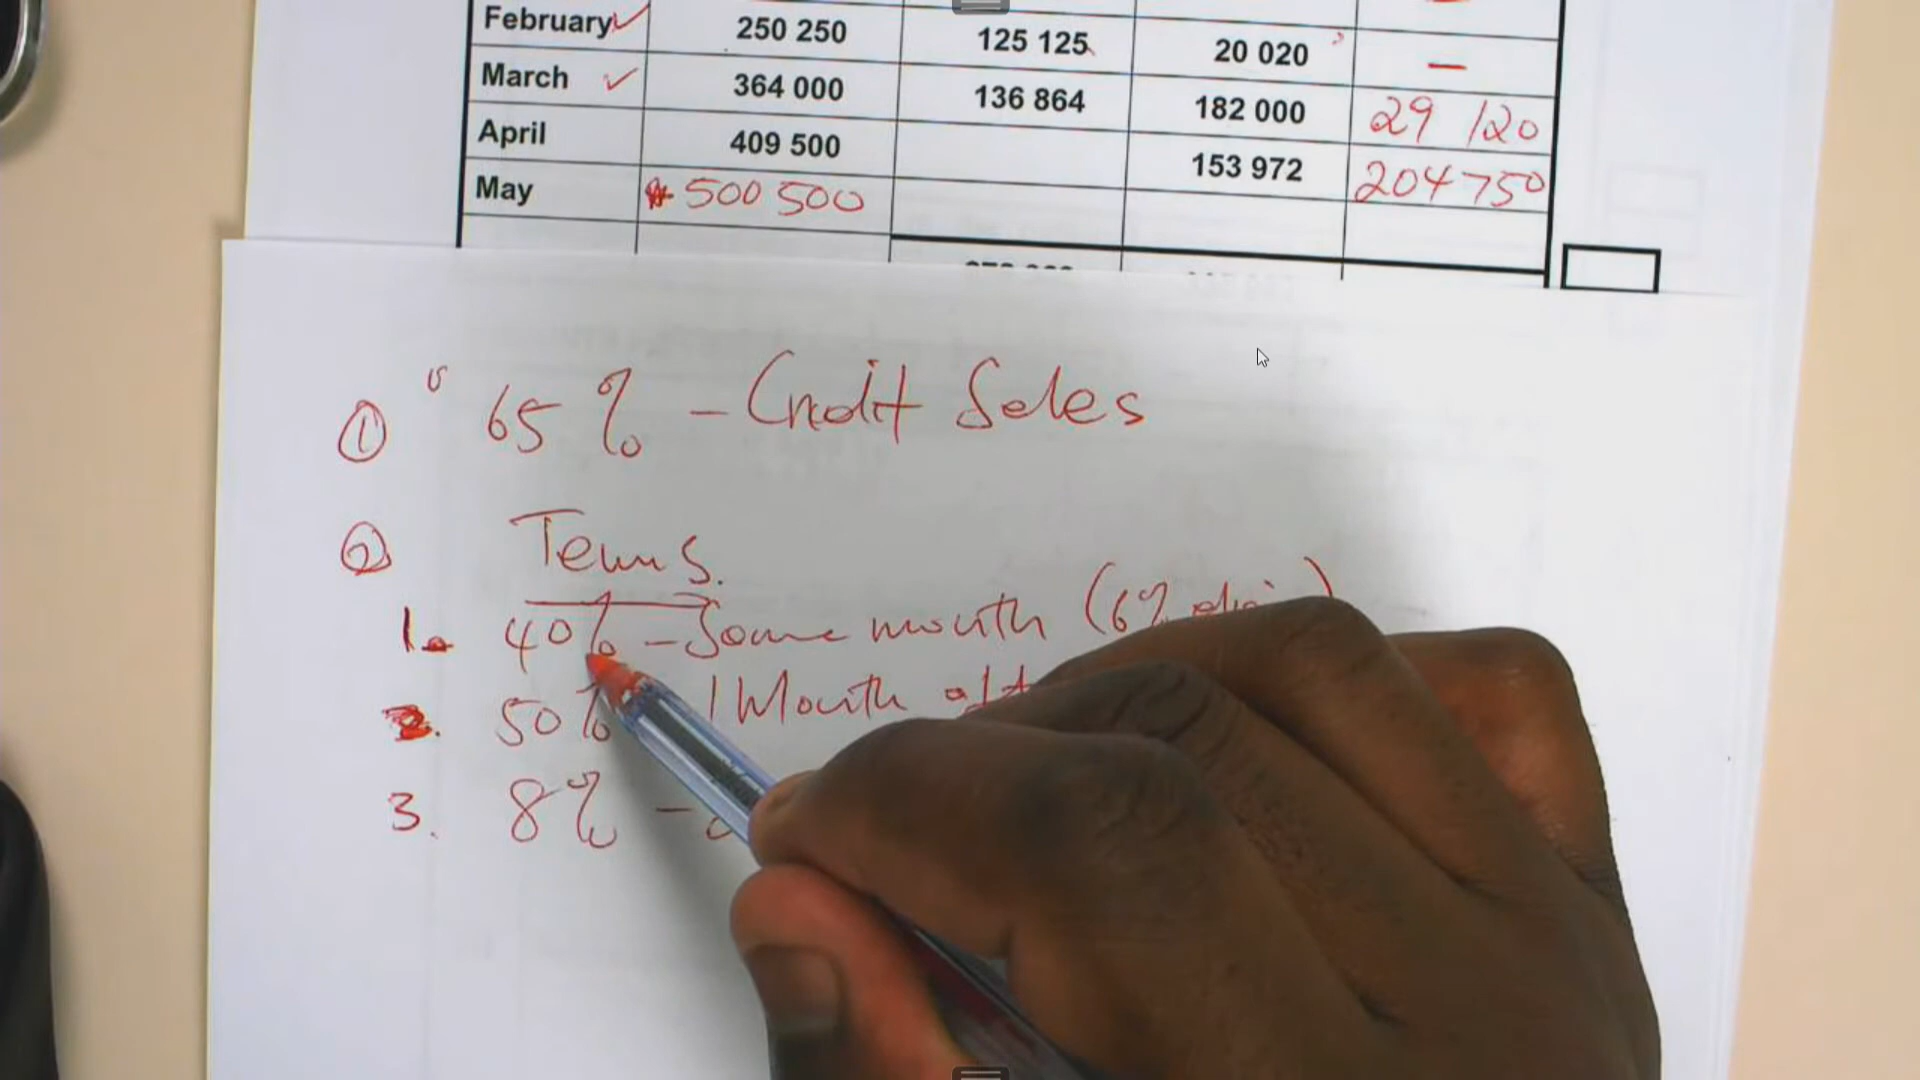 February 250 250 125 125 20 020 –
March 364 000 136 864 182 000 29 120
April 409 500 153 972 204 750
May 500 500
① 65% – Credit Sales
② Terms.
1. 40% – Same month (6%
2. 50% 1 Month
3. 8% –